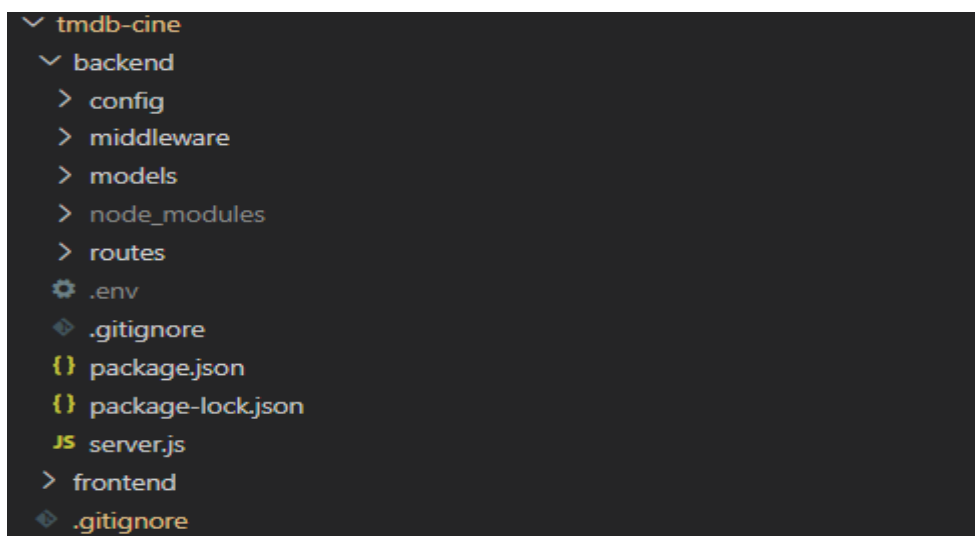 tmdb-cine
backend
config
middleware
models
node_modules
routes
.env
.gitignore
{} package.json
{} package-lock.json
JS server.js
frontend
.gitignore